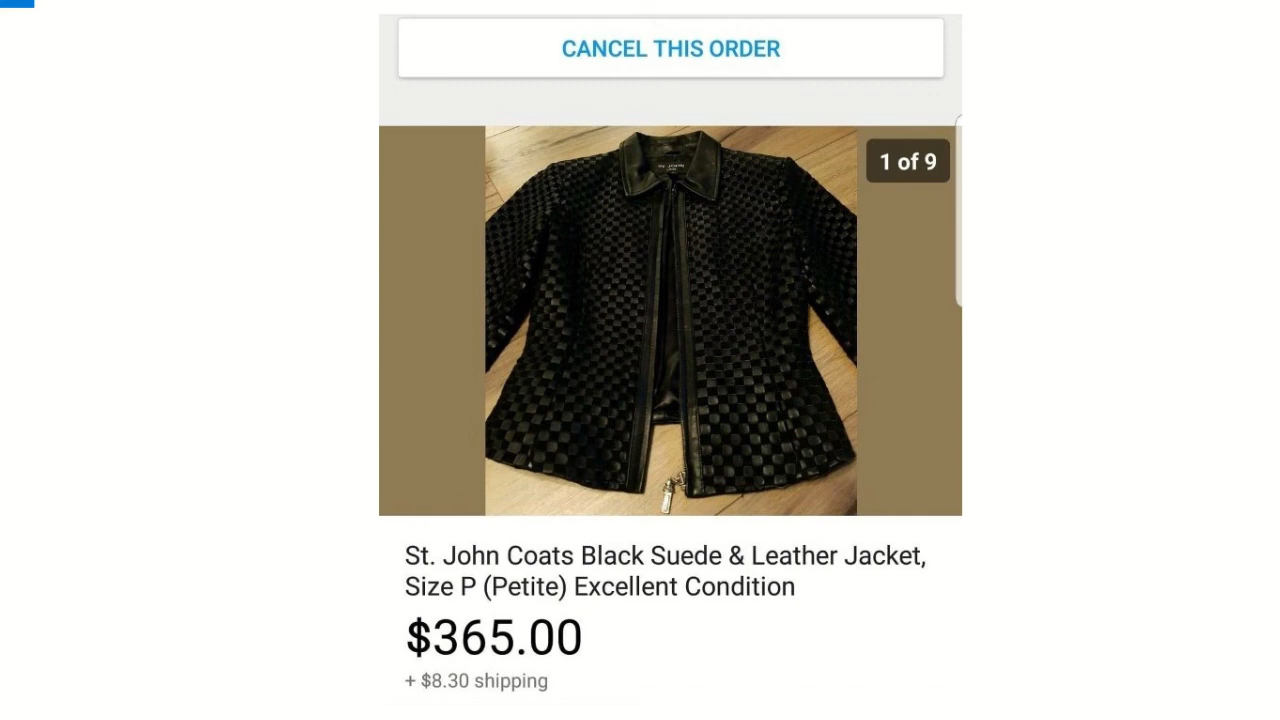 CANCEL THIS ORDER
1 of 9
St. John Coats Black Suede & Leather Jacket,
Size P (Petite) Excellent Condition
$365.00
+ $8.30 shipping